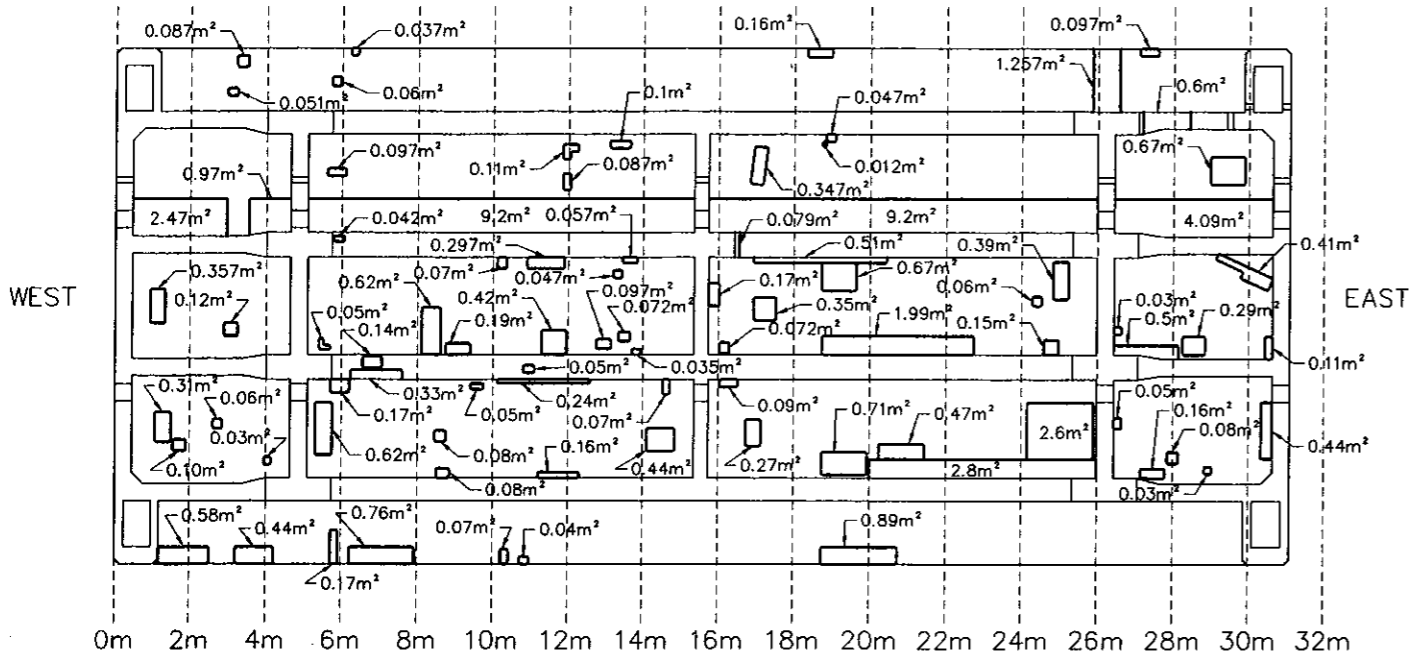 0.087m²
0.037m²
0.16m²
0.097m²
1.257m²
0.06m²
0.051m²
0.6m²
0.1m²
0.047m²
0.097m²
0.11m²
0.087m²
0.012m²
0.347m²
0.67m²
0.97m²
2.47m²
0.042m²
9.2m²
0.057m²
0.079m²
9.2m²
4.09m²
0.297m²
0.51m²
0.39m²
0.41m²
WEST
0.357m²
0.07m²
0.047m²
0.67m²
0.17m²
EAST
0.12m²
0.62m²
0.42m²
0.097m²
0.35m²
0.06m²
0.03m²
0.29m²
0.05m²
0.14m²
0.19m²
0.072m²
1.99m²
0.5m²
0.072m²
0.15m²
0.035m²
0.11m²
0.05m²
0.31m²
0.06m²
0.33m²
0.24m²
0.17m²
0.05m²
0.07m²
0.09m²
0.71m²
0.47m²
2.6m²
0.05m²
0.16m²
0.03m²
0.08m²
0.10m²
0.62m²
0.08m²
0.16m²
0.44m²
0.27m²
2.8m²
0.44m²
0.08m²
0.03m²
0.58m²
0.44m²
0.76m²
0.07m²
0.04m²
0.89m²
0.17m²
0m 2m 4m 6m 8m 10m 12m 14m 16m 18m 20m 22m 24m 26m 28m 30m 32m